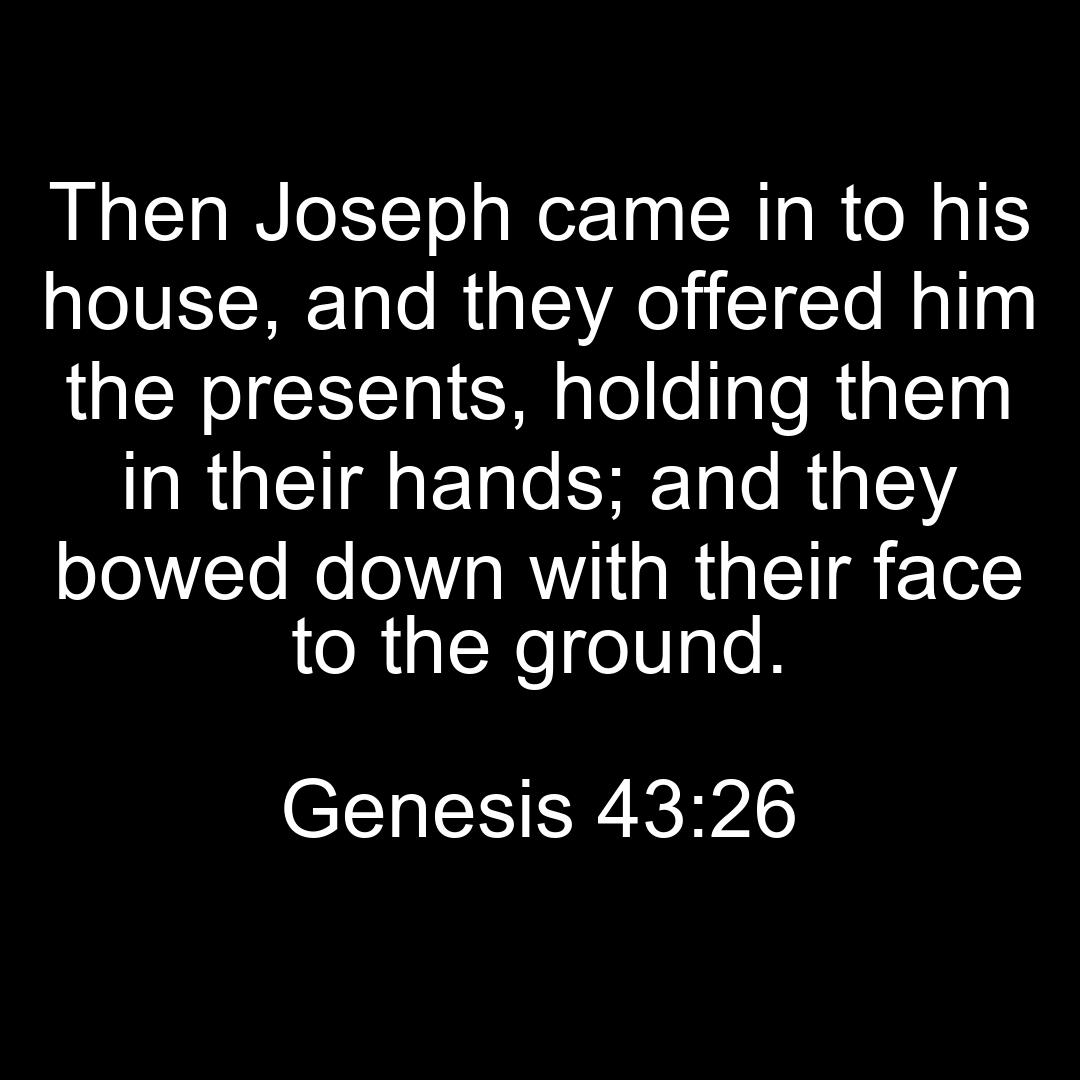 Then Joseph came in to his
house, and they offered him
the presents, holding them
in their hands; and they
bowed down with their face
to the ground.
Genesis 43:26